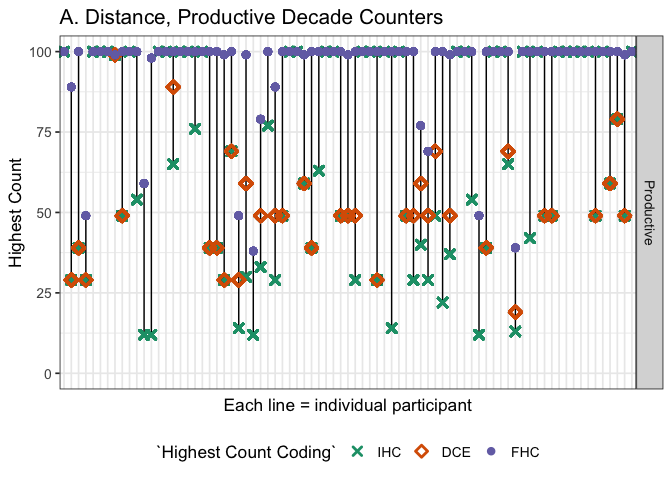 A. Distance, Productive Decade Counters
100
75
50
25
0
Highest Count
Productive
Each line = individual participant
`Highest Count Coding` IHC DCE FHC